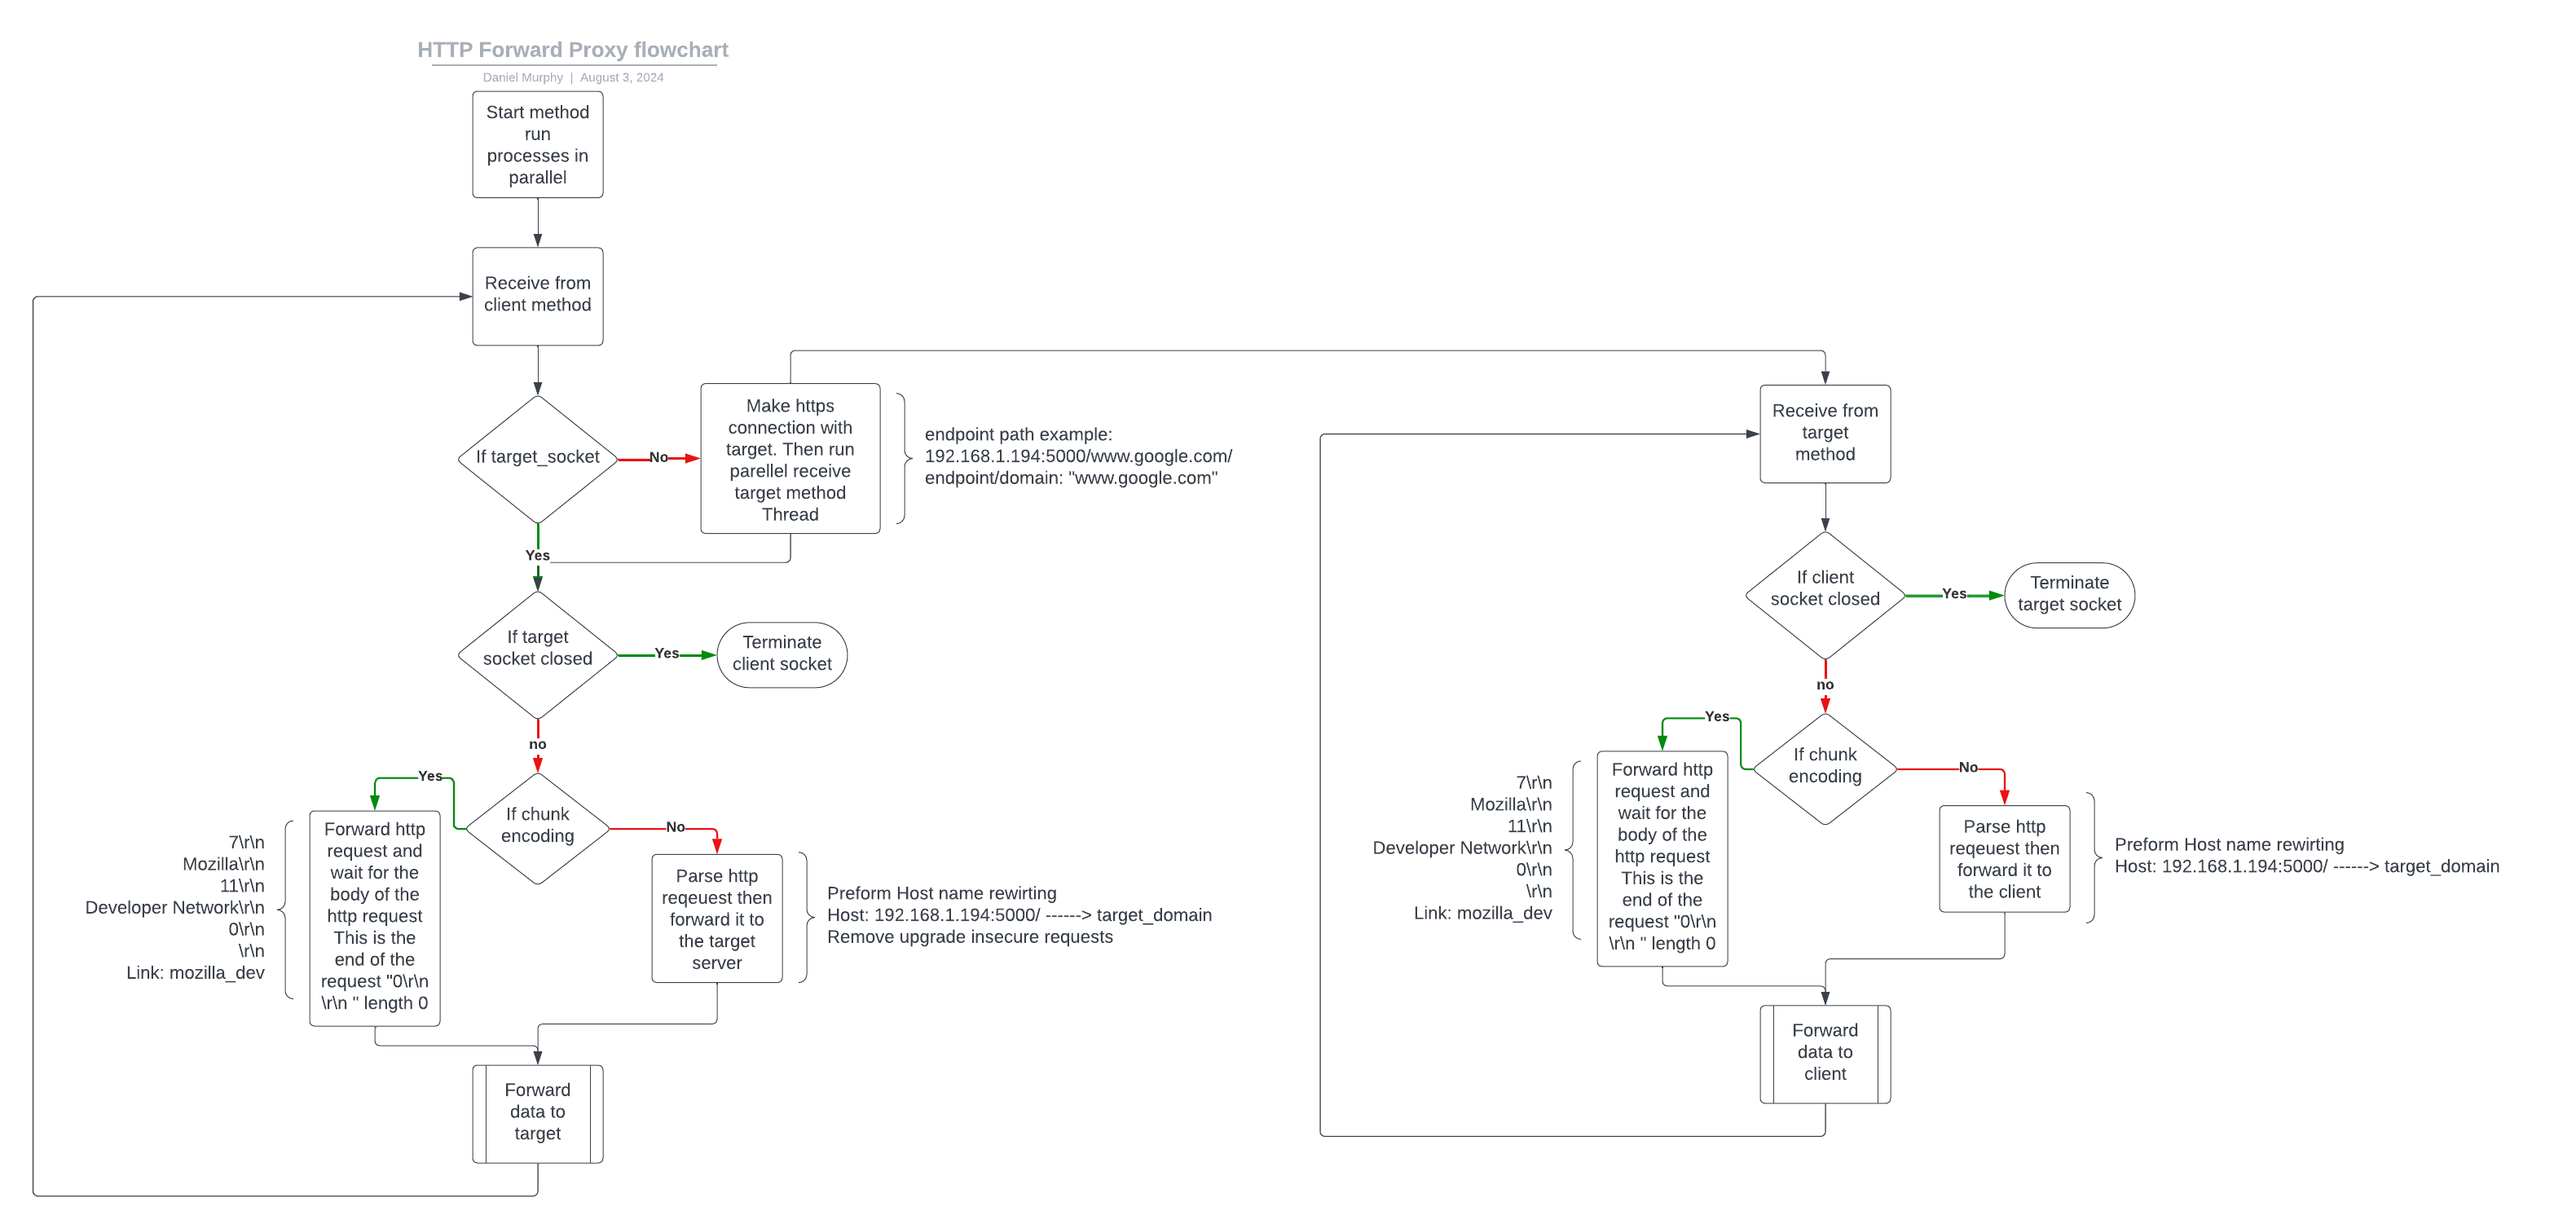 HTTP Forward Proxy flowchart
Daniel Murphy | August 3, 2024
Start method
run
processes in
parallel
Receive from
client method
If target_socket
No
Make https
connection with
target. Then run
parellel receive
target method
Thread
endpoint path example:
192.168.1.194:5000/www.google.com/
endpoint/domain: "www.google.com"
Yes
If target
socket closed
Yes
Terminate
client socket
no
If chunk
encoding
Yes
Forward http
request and
wait for the
body of the
http request
This is the
end of the
request "0\r\n
\r\n " length 0
7\r\n
Mozilla\r\n
11\r\n
Developer Network\r\n
0\r\n
\r\n
Link: mozilla_dev
No
Parse http
reqeuest then
forward it to
the target
server
Preform Host name rewirting
Host: 192.168.1.194:5000/ ------> target_domain
Remove upgrade insecure requests
Forward
data to
target
Receive from
target
method
If client
socket closed
Yes
Terminate
target socket
no
If chunk
encoding
Yes
Forward http
request and
wait for the
body of the
http request
This is the
end of the
request "0\r\n
\r\n " length 0
7\r\n
Mozilla\r\n
11\r\n
Developer Network\r\n
0\r\n
\r\n
Link: mozilla_dev
No
Parse http
reqeuest then
forward it to
the client
Preform Host name rewirting
Host: 192.168.1.194:5000/ ------> target_domain
Forward
data to
client